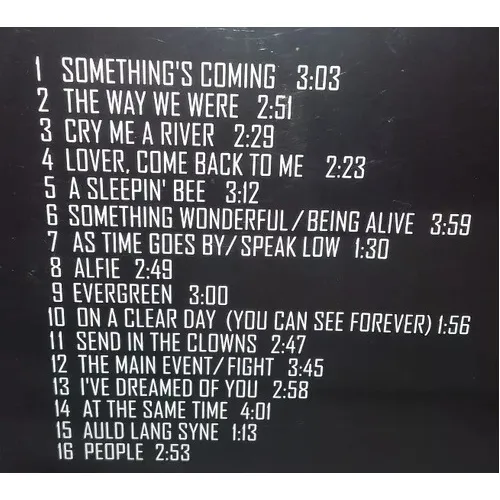 1 SOMETHING'S COMING 3:03
2 THE WAY WE WERE 2:51
3 CRY ME A RIVER 2:29
4 LOVER, COME BACK TO ME 2:23
5 A SLEEPIN' BEE 3:12
6 SOMETHING WONDERFUL/BEING ALIVE 3:59
7 AS TIME GOES BY/SPEAK LOW 1:30
8 ALFIE 2:49
9 EVERGREEN 3:00
10 ON A CLEAR DAY (YOU CAN SEE FOREVER) 1:56
11 SEND IN THE CLOWNS 2:47
12 THE MAIN EVENT/FIGHT 3:45
13 I'VE DREAMED OF YOU 2:58
14 AT THE SAME TIME 4:01
15 AULD LANG SYNE 1:13
16 PEOPLE 2:53